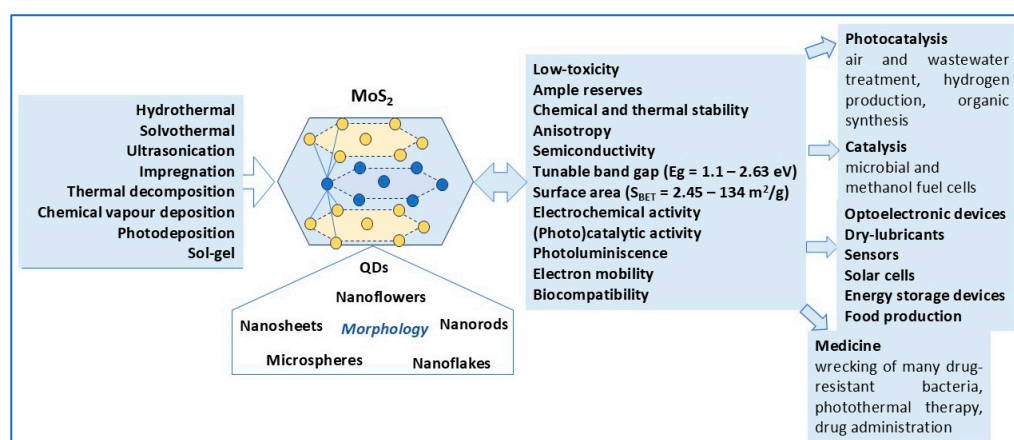 Hydrothermal
Solvothermal
Ultrasonication
Impregnation
Thermal decomposition
Chemical vapour deposition
Photodeposition
Sol-gel
MoS₂
QDs
Nanoflowers
Nanosheets
Morphology
Nanorods
Microspheres
Nanoflakes
Low-toxicity
Ample reserves
Chemical and thermal stability
Anisotropy
Semiconductivity
Tunable band gap (Eg = 1.1 – 2.63 eV)
Surface area (S_BET = 2.45 – 134 m²/g)
Electrochemical activity
(Photo)catalytic activity
Photoluminiscence
Electron mobility
Biocompatibility
Photocatalysis
air and wastewater
treatment, hydrogen
production, organic
synthesis
Catalysis
microbial and
methanol fuel cells
Optoelectronic devices
Dry-lubricants
Sensors
Solar cells
Energy storage devices
Food production
Medicine
wrecking of many drug-
resistant bacteria,
photothermal therapy,
drug administration